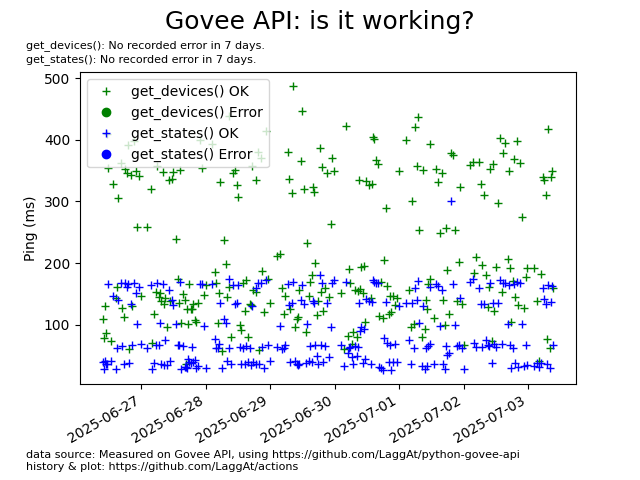 Govee API: is it working?
get_devices(): No recorded error in 7 days.
get_states(): No recorded error in 7 days.
500
400
300
200
100
Ping (ms)
get_devices() OK
get_devices() Error
get_states() OK
get_states() Error
2025-06-27
2025-06-28
2025-06-29
2025-06-30
2025-07-01
2025-07-02
2025-07-03
data source: Measured on Govee API, using https://github.com/LaggAt/python-govee-api
history & plot: https://github.com/LaggAt/actions